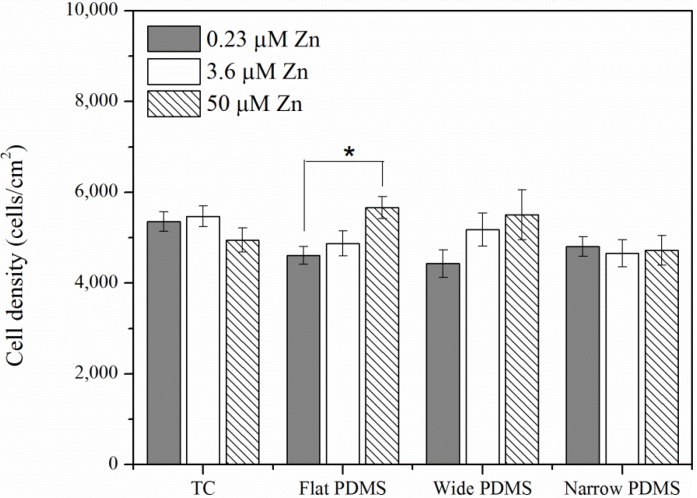 10,000
8,000
6,000
4,000
2,000
0
Cell density (cells/cm²)
0.23 μM Zn
3.6 μM Zn
50 μM Zn
*
TC Flat PDMS Wide PDMS Narrow PDMS